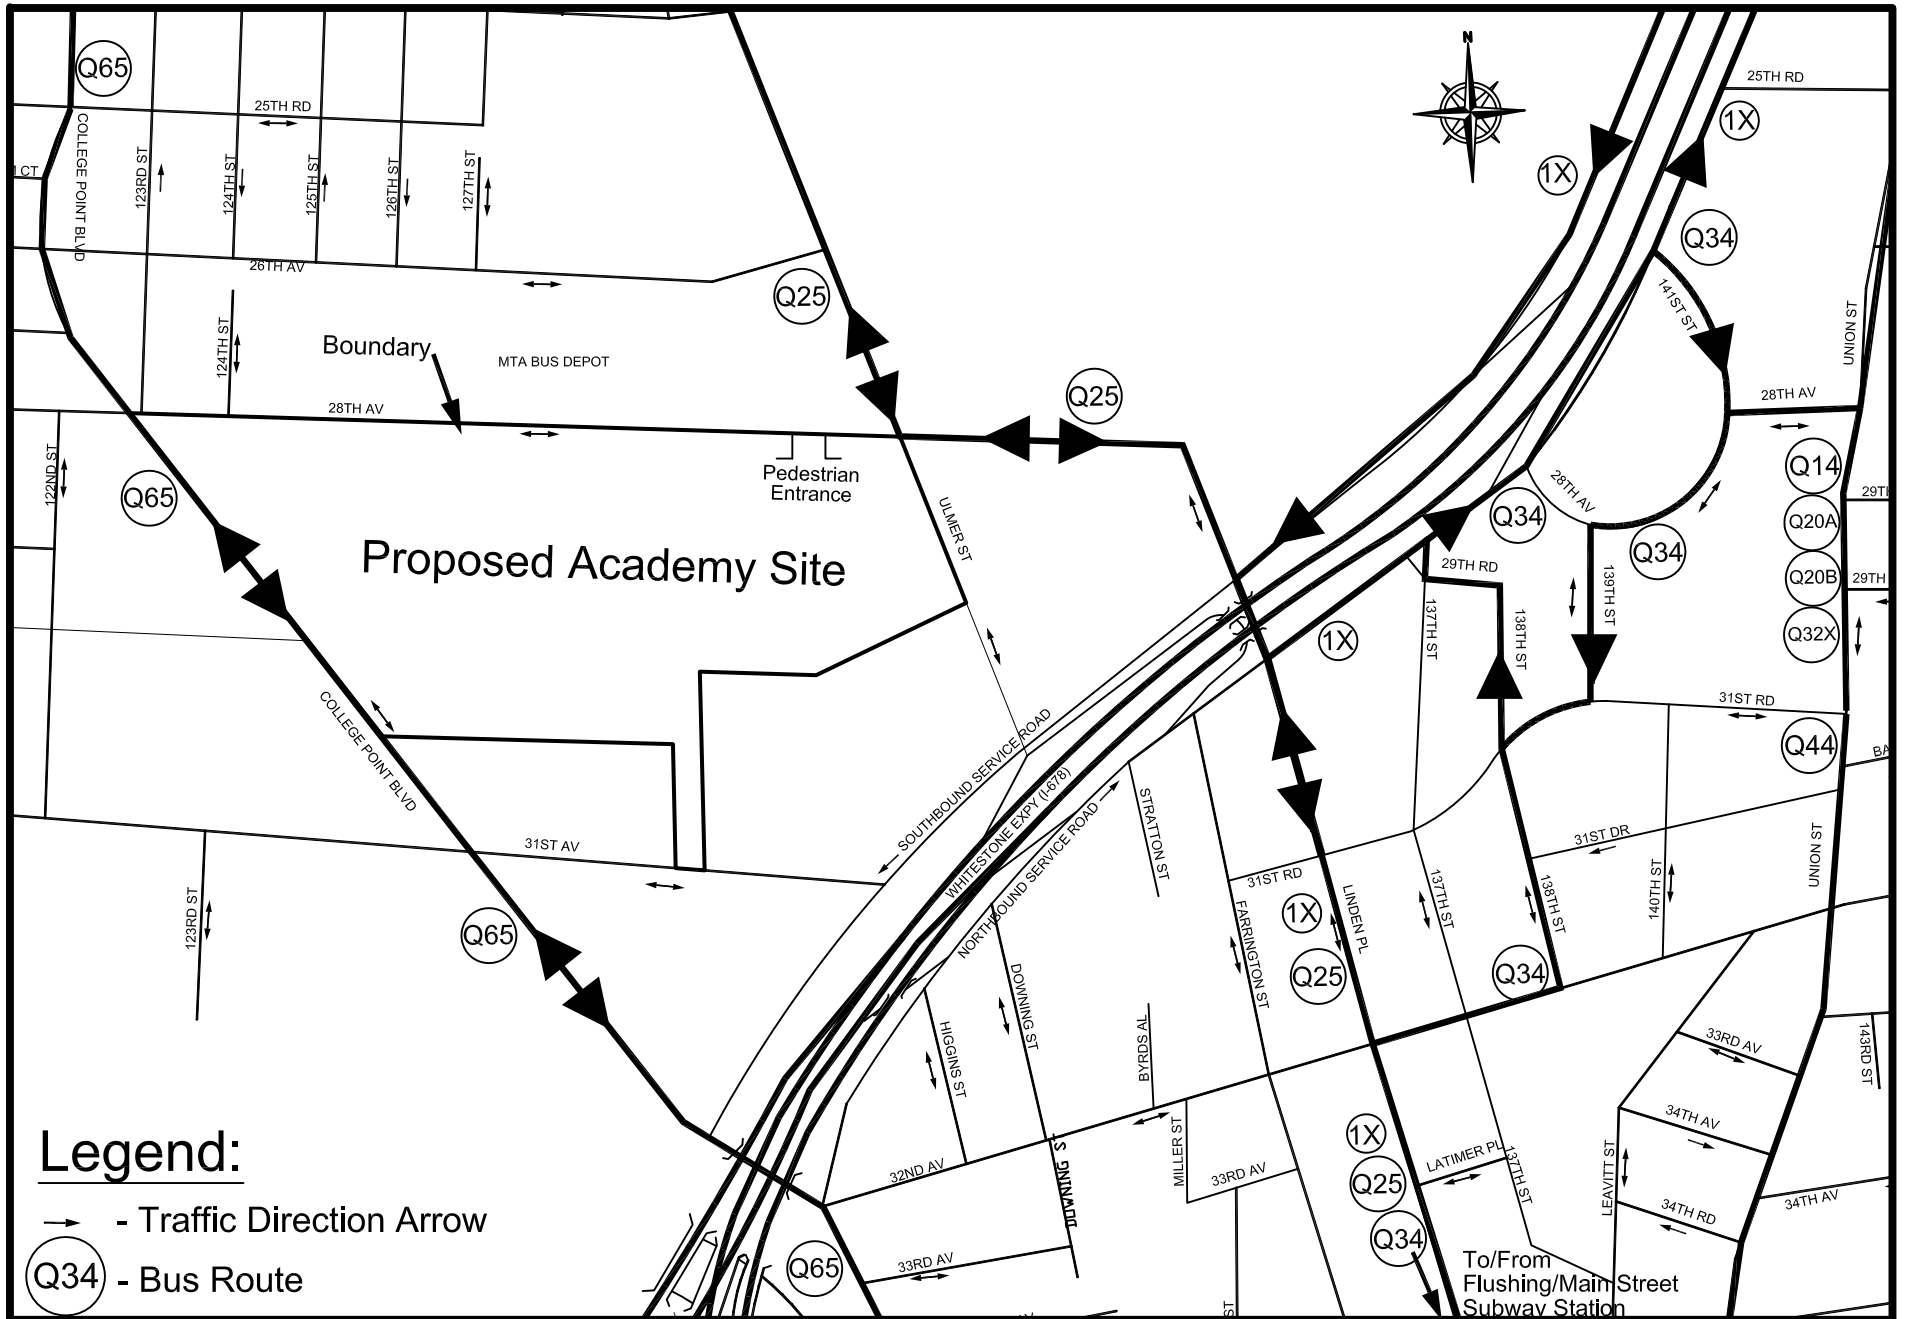 N
Q65
25TH RD
25TH RD
1X
1X
COLLEGE POINT BLVD
123RD ST
124TH ST
125TH ST
126TH ST
127TH ST
CT
Q34
26TH AV
Q25
141ST ST
UNION ST
124TH ST
Boundary
MTA BUS DEPOT
Q25
28TH AV
28TH AV
122ND ST
Q65
Pedestrian
Entrance
ULMER ST
28TH AV
Q14
Q34
Q20A
Q34
Q20B
Q32X
29TH
29TH RD
139TH ST
Proposed Academy Site
137TH ST
138TH ST
1X
31ST RD
COLLEGE POINT BLVD
SOUTHBOUND SERVICE ROAD
WHITESTONE EXPY (I-678)
NORTHBOUND SERVICE ROAD
STRATTON ST
Q44
BA
31ST AV
31ST DR
UNION ST
31ST RD
123RD ST
Q65
FARRINGTON ST
1X
LINDEN PL
Q25
137TH ST
138TH ST
140TH ST
Q34
DOWNING ST
HIGGINS ST
BYRDS AL
33RD AV
143RD ST
34TH AV
Legend:
- Traffic Direction Arrow
Q34 - Bus Route
32ND AV
MILLER ST
33RD AV
1X
Q25
Q34
LATIMER PL
137TH ST
LEAVITT ST
34TH RD
34TH AV
Q65
33RD AV
ST
To/From
Flushing/Main Street
Subway Station